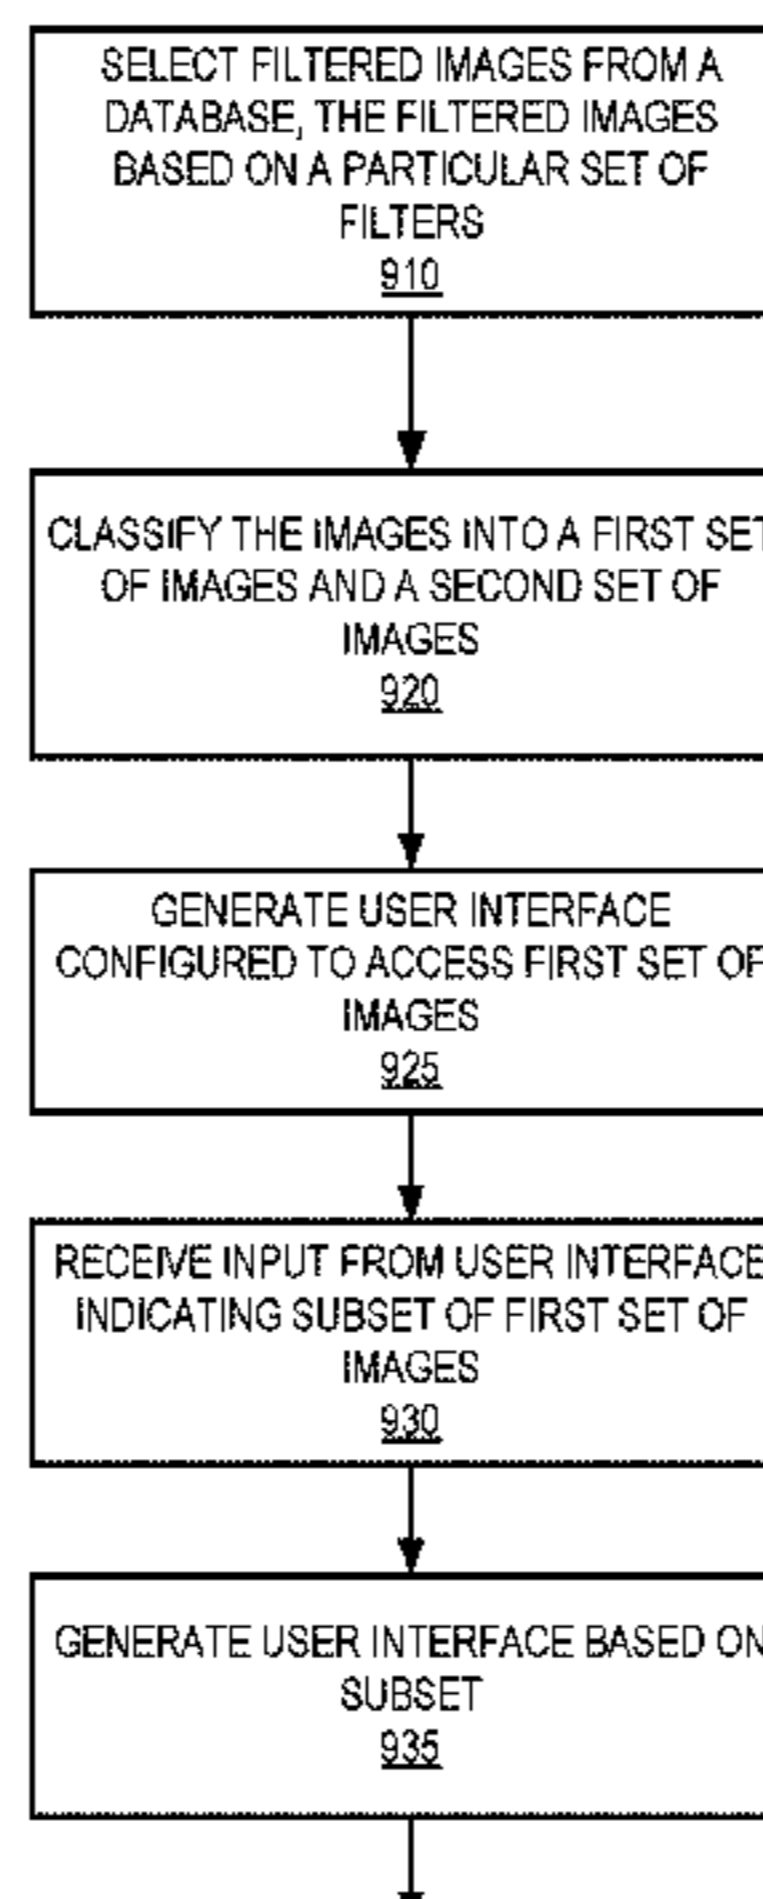 SELECT FILTERED IMAGES FROM A
DATABASE, THE FILTERED IMAGES
BASED ON A PARTICULAR SET OF
FILTERS
910
CLASSIFY THE IMAGES INTO A FIRST SET
OF IMAGES AND A SECOND SET OF
IMAGES
920
GENERATE USER INTERFACE
CONFIGURED TO ACCESS FIRST SET OF
IMAGES
925
RECEIVE INPUT FROM USER INTERFACE
INDICATING SUBSET OF FIRST SET OF
IMAGES
930
GENERATE USER INTERFACE BASED ON
SUBSET
935